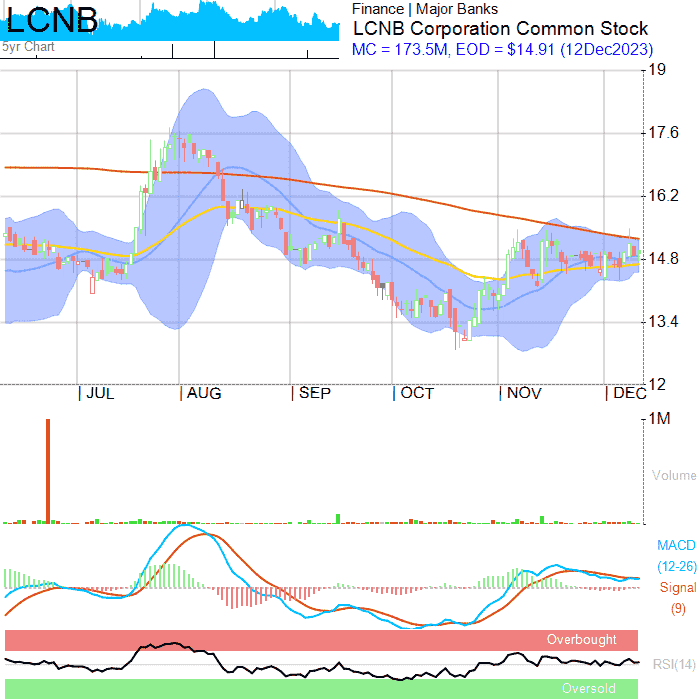 LCNB
5yr Chart
Finance | Major Banks
LCNB Corporation Common Stock
MC = 173.5M, EOD = $14.91 (12Dec2023)
19
17.6
16.2
14.8
13.4
12
JUL
AUG
SEP
OCT
NOV
DEC
1M
Volume
MACD
(12-26)
Signal
(9)
Overbought
RSI(14)
Oversold